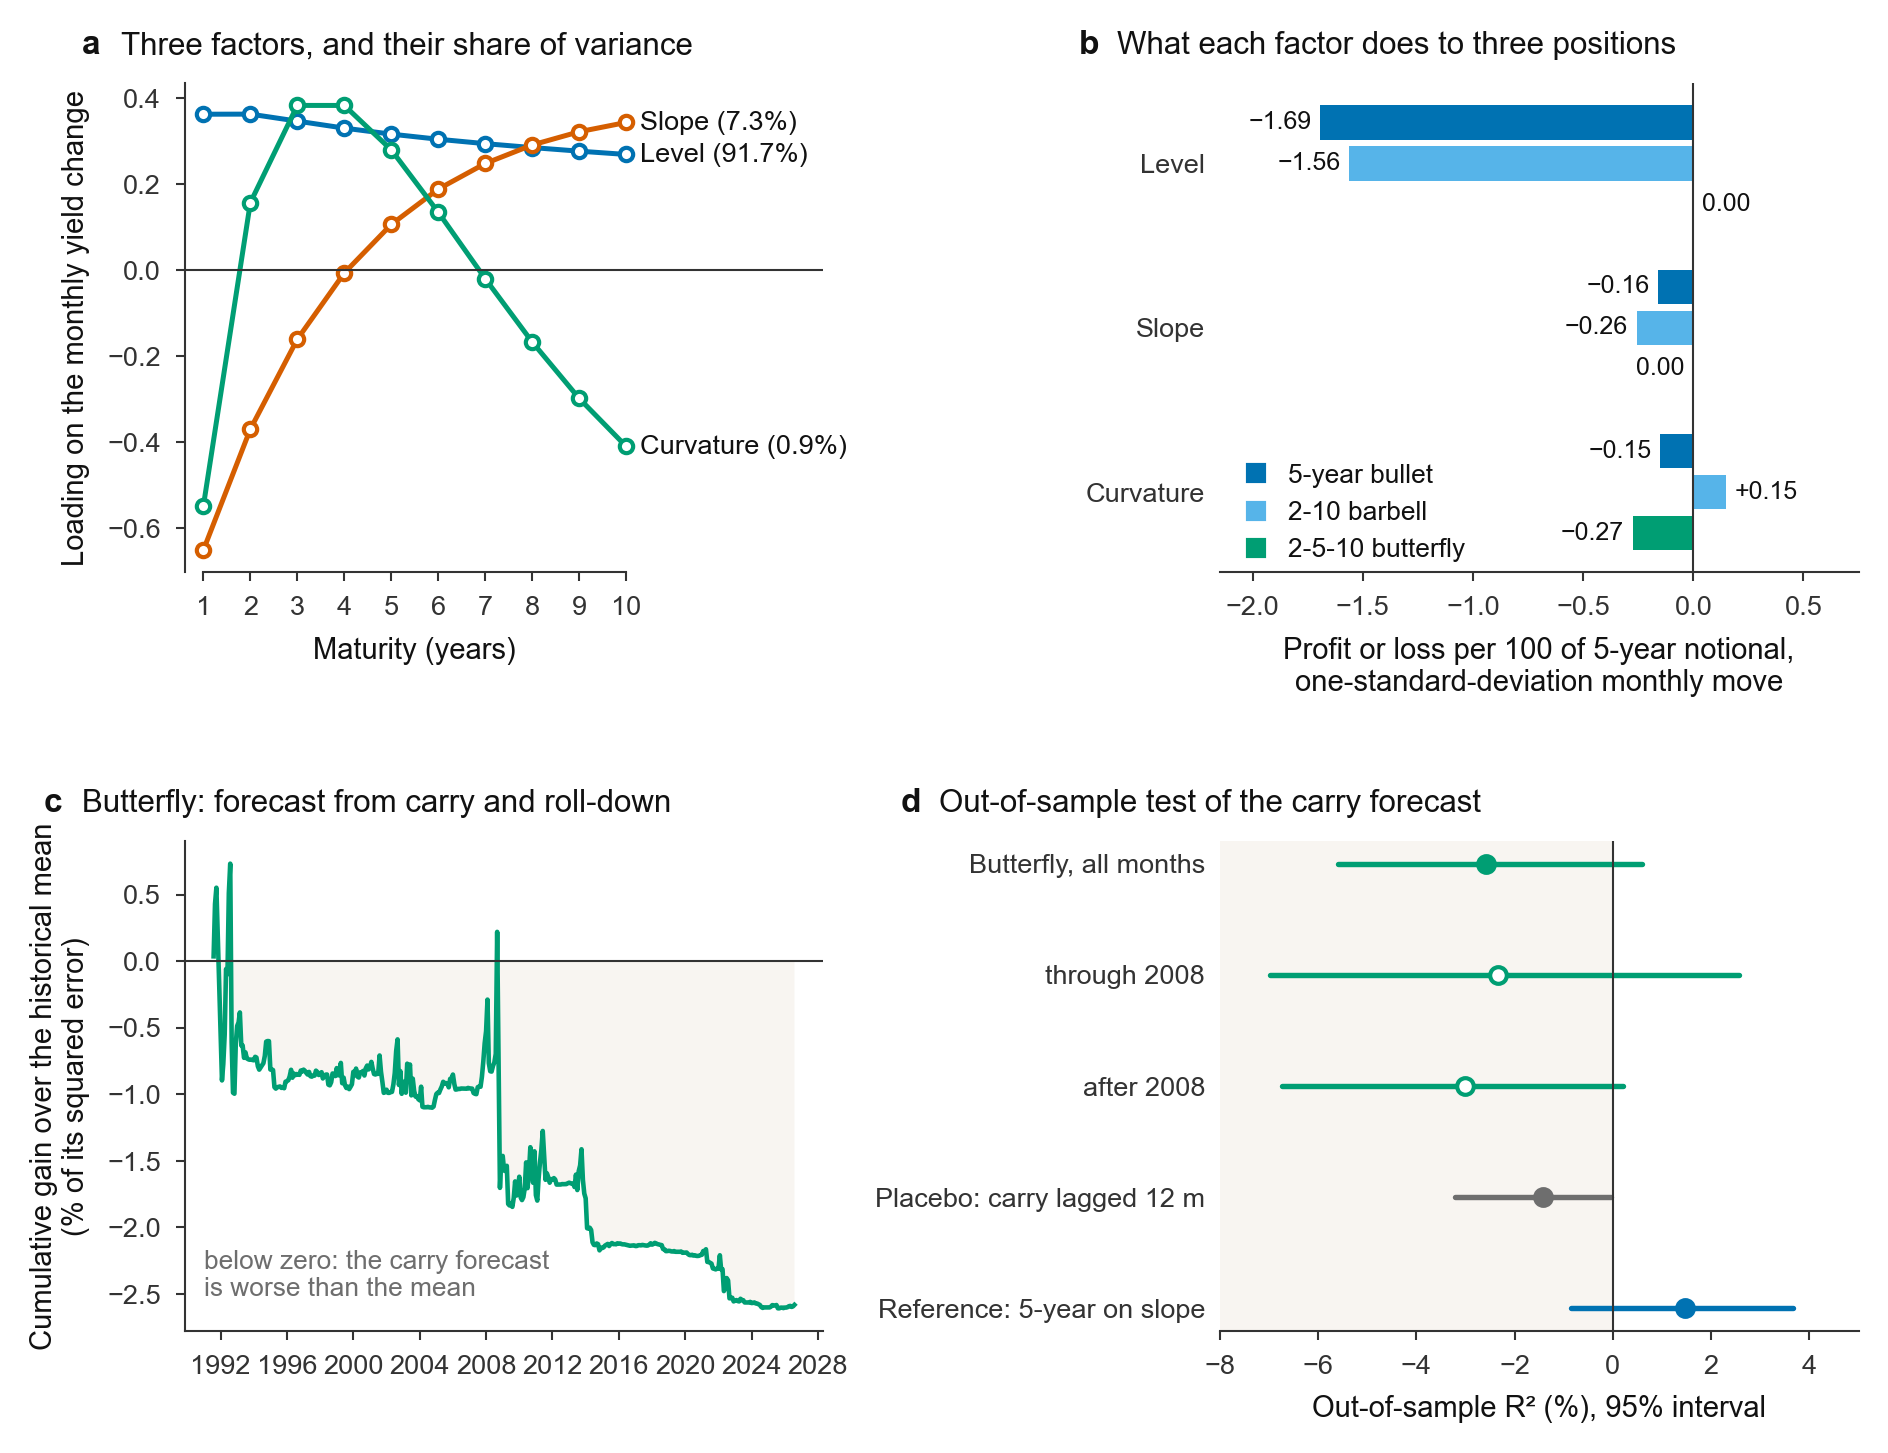 a Three factors, and their share of variance
Loading on the monthly yield change
0.4
0.2
0.0
−0.2
−0.4
−0.6
Slope (7.3%)
Level (91.7%)
Curvature (0.9%)
1 2 3 4 5 6 7 8 9 10
Maturity (years)
b What each factor does to three positions
Level
Slope
Curvature
−1.69
−1.56
0.00
−0.16
−0.26
0.00
−0.15
+0.15
−0.27
5-year bullet
2-10 barbell
2-5-10 butterfly
−2.0 −1.5 −1.0 −0.5 0.0 0.5
Profit or loss per 100 of 5-year notional,
one-standard-deviation monthly move
c Butterfly: forecast from carry and roll-down
Cumulative gain over the historical mean
(% of its squared error)
0.5
0.0
−0.5
−1.0
−1.5
−2.0
−2.5
below zero: the carry forecast
is worse than the mean
1992 1996 2000 2004 2008 2012 2016 2020 2024 2028
d Out-of-sample test of the carry forecast
Butterfly, all months
through 2008
after 2008
Placebo: carry lagged 12 m
Reference: 5-year on slope
−8 −6 −4 −2 0 2 4
Out-of-sample R² (%), 95% interval